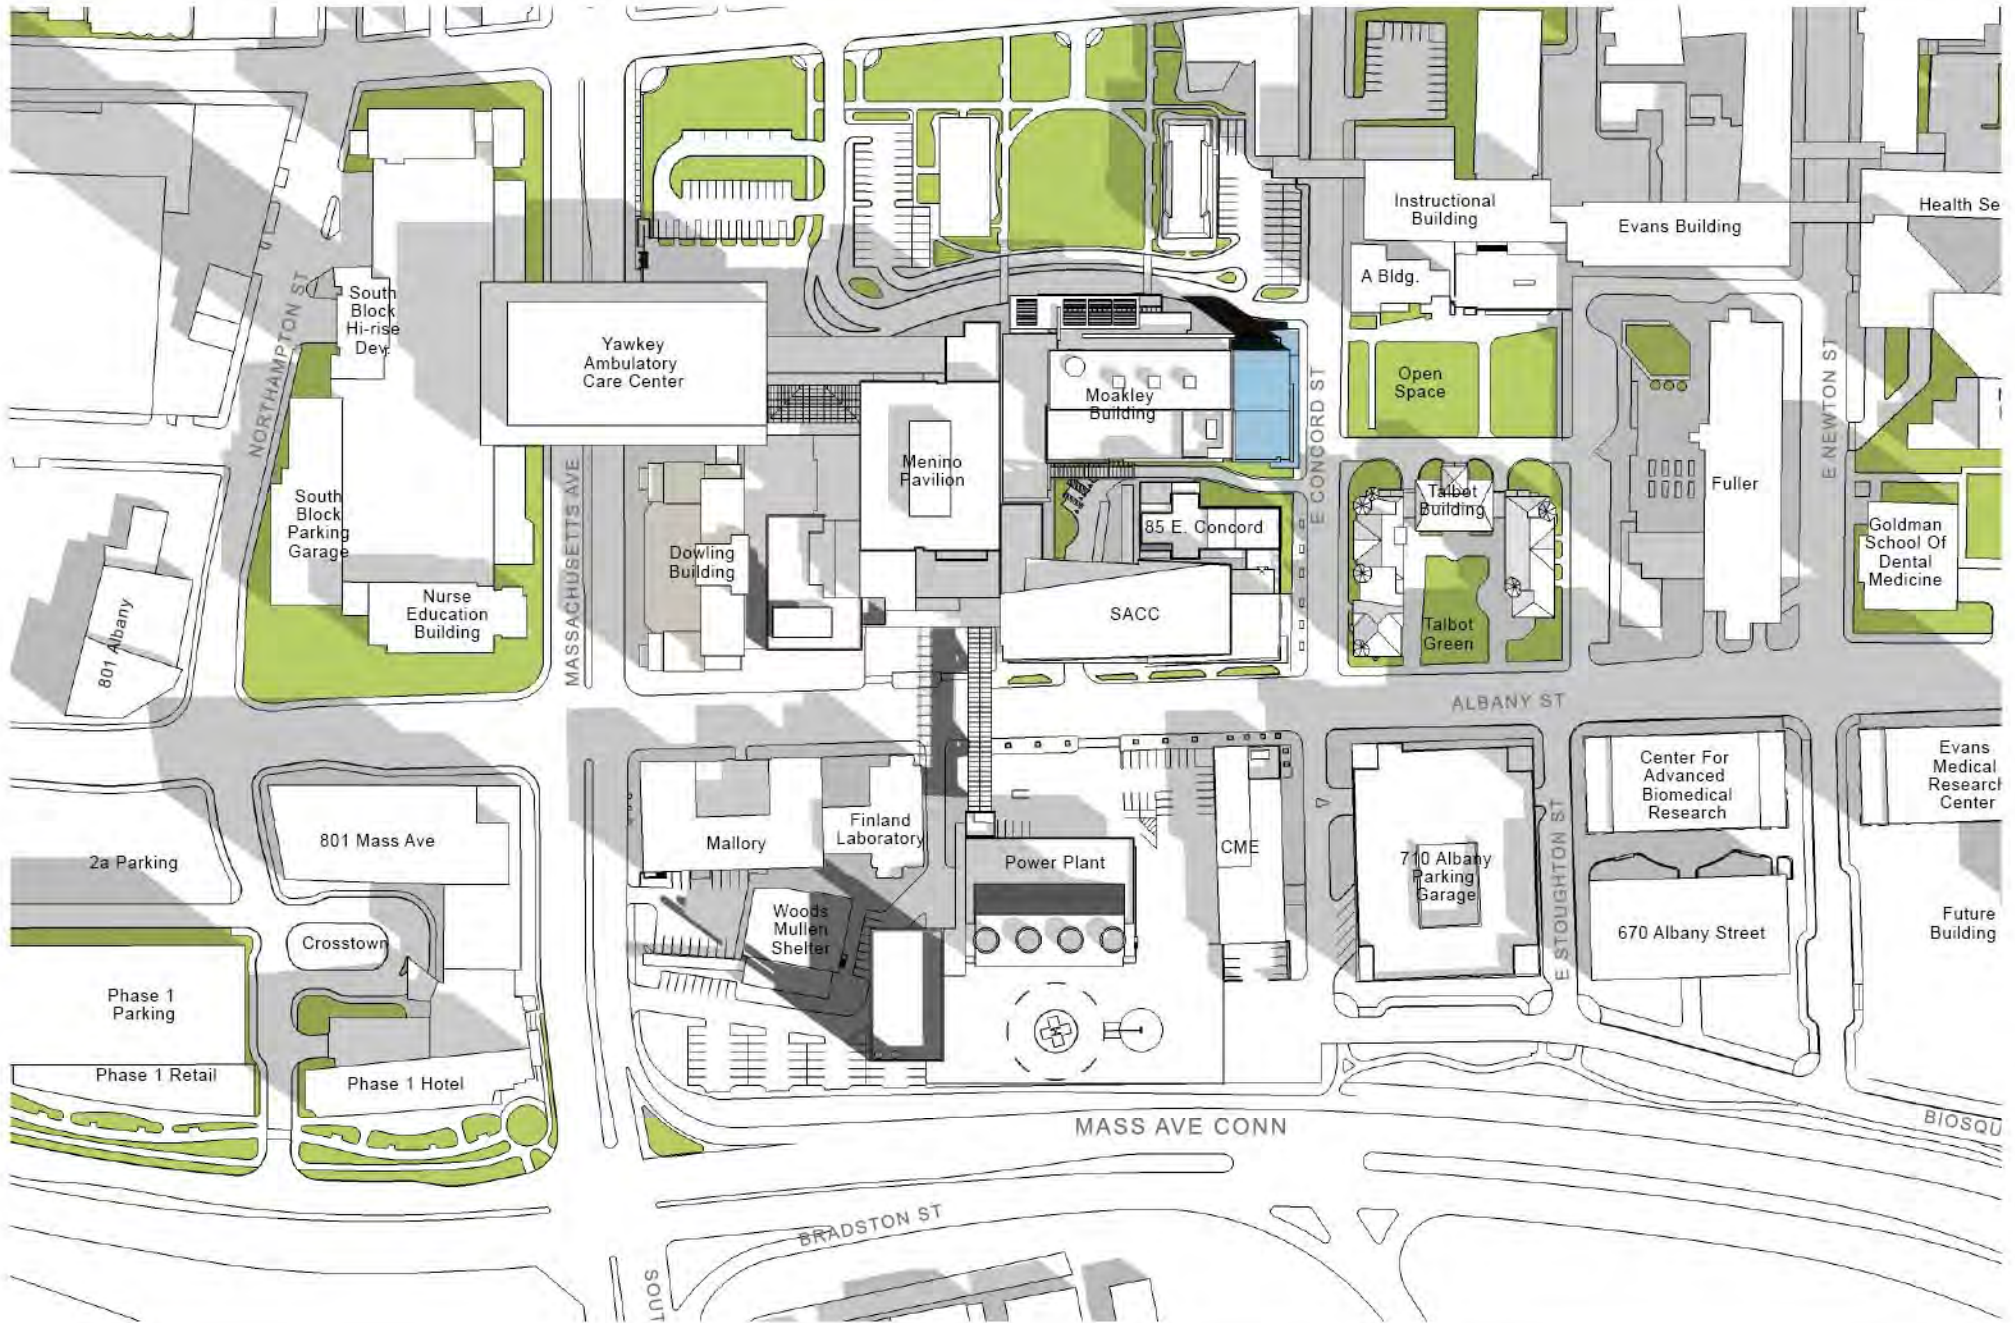 Instructional
Building
Evans Building
Health Se
A Bldg.
South
Block
Hi-rise
Dev.
NORTHAMPTON ST
Yawkey
Ambulatory
Care Center
Moakley
Building
E CONCORD ST
Open
Space
E NEWTON ST
Menino
Pavilion
MASSACHUSETTS AVE
South
Block
Parking
Garage
Talbot
Building
Fuller
85 E. Concord
Goldman
School Of
Dental
Medicine
Dowling
Building
Nurse
Education
Building
SACC
Talbot
Green
801 Albany
ALBANY ST
Center For
Advanced
Biomedical
Research
Evans
Medical
Research
Center
801 Mass Ave
Mallory
Finland
Laboratory
Power Plant
CME
710 Albany
Parking
Garage
E STOUGHTON ST
2a Parking
Woods
Mullen
Shelter
Crosstown
670 Albany Street
Future
Building
Phase 1
Parking
Phase 1 Retail
Phase 1 Hotel
MASS AVE CONN
BIOSQU
BRADSTON ST
SOUT